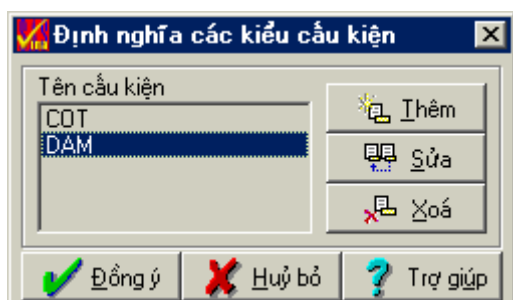 Định nghĩa các kiểu cấu kiện
Tên cấu kiện
COT
DAM
Thêm
Sửa
Xoá
Đồng ý
Huỷ bỏ
Trợ giúp